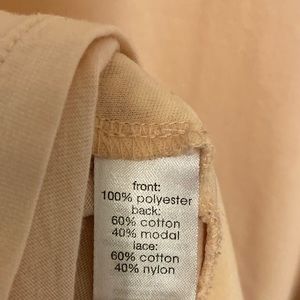 front:
100% polyester
back:
60% cotton
40% modal
lace:
60% cotton
40% nylon